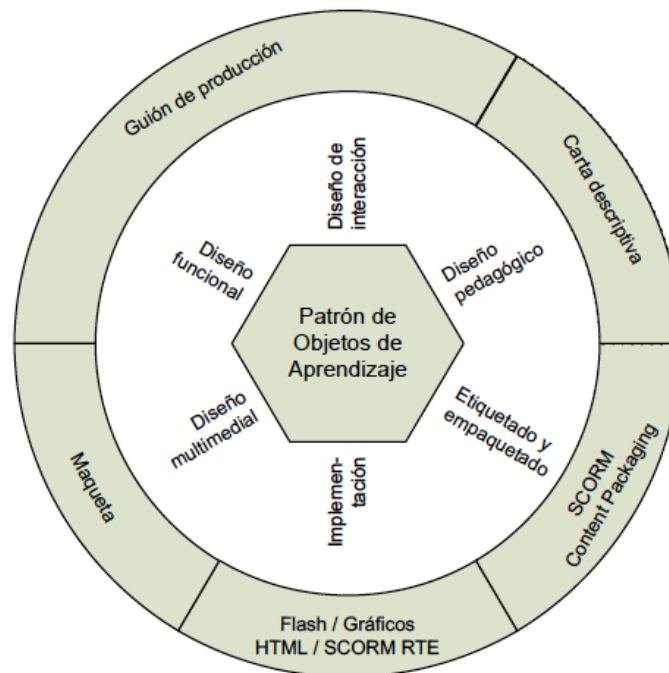 Guión de producción
Carta descriptiva
Diseño de
interacción
Diseño
funcional
Diseño
pedagógico
Patrón de
Objetos de
Aprendizaje
Diseño
multimedial
Etiquetado y
empaquetado
Implemen-
tación
Maqueta
SCORM
Content Packaging
Flash / Gráficos
HTML / SCORM RTE